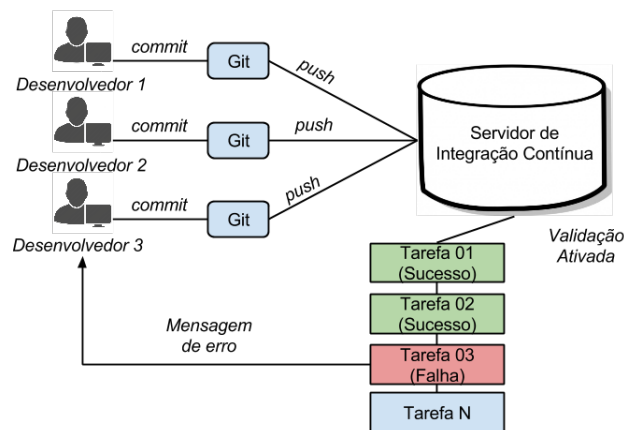 commit
Git
push
Desenvolvedor 1
commit
Git
push
Desenvolvedor 2
commit
Git
push
Desenvolvedor 3
Servidor de
Integração Contínua
Validação
Ativada
Tarefa 01
(Sucesso)
Tarefa 02
(Sucesso)
Mensagem
de erro
Tarefa 03
(Falha)
Tarefa N